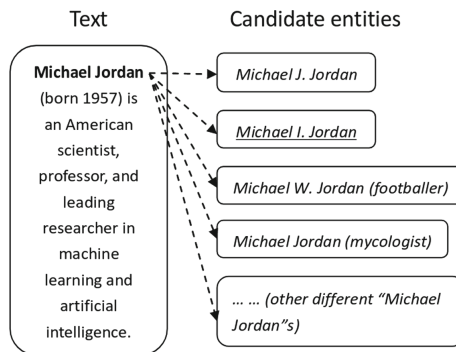 Text
Candidate entities
Michael Jordan
(born 1957) is
an American
scientist,
professor, and
leading
researcher in
machine
learning and
artificial
intelligence.
Michael J. Jordan
Michael I. Jordan
Michael W. Jordan (footballer)
Michael Jordan (mycologist)
... ... (other different “Michael
Jordan”s)